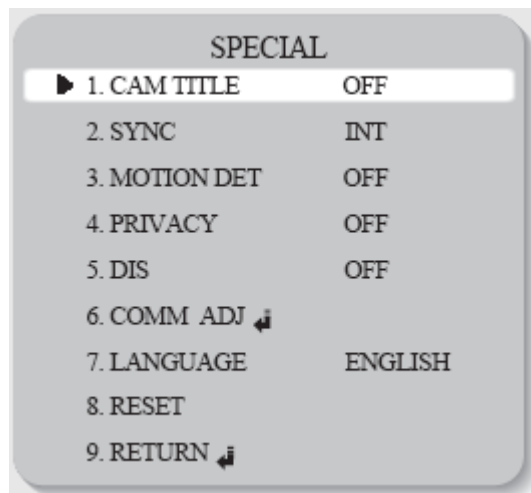 SPECIAL
1. CAM TITLE OFF
2. SYNC INT
3. MOTION DET OFF
4. PRIVACY OFF
5. DIS OFF
6. COMM ADJ
7. LANGUAGE ENGLISH
8. RESET
9. RETURN